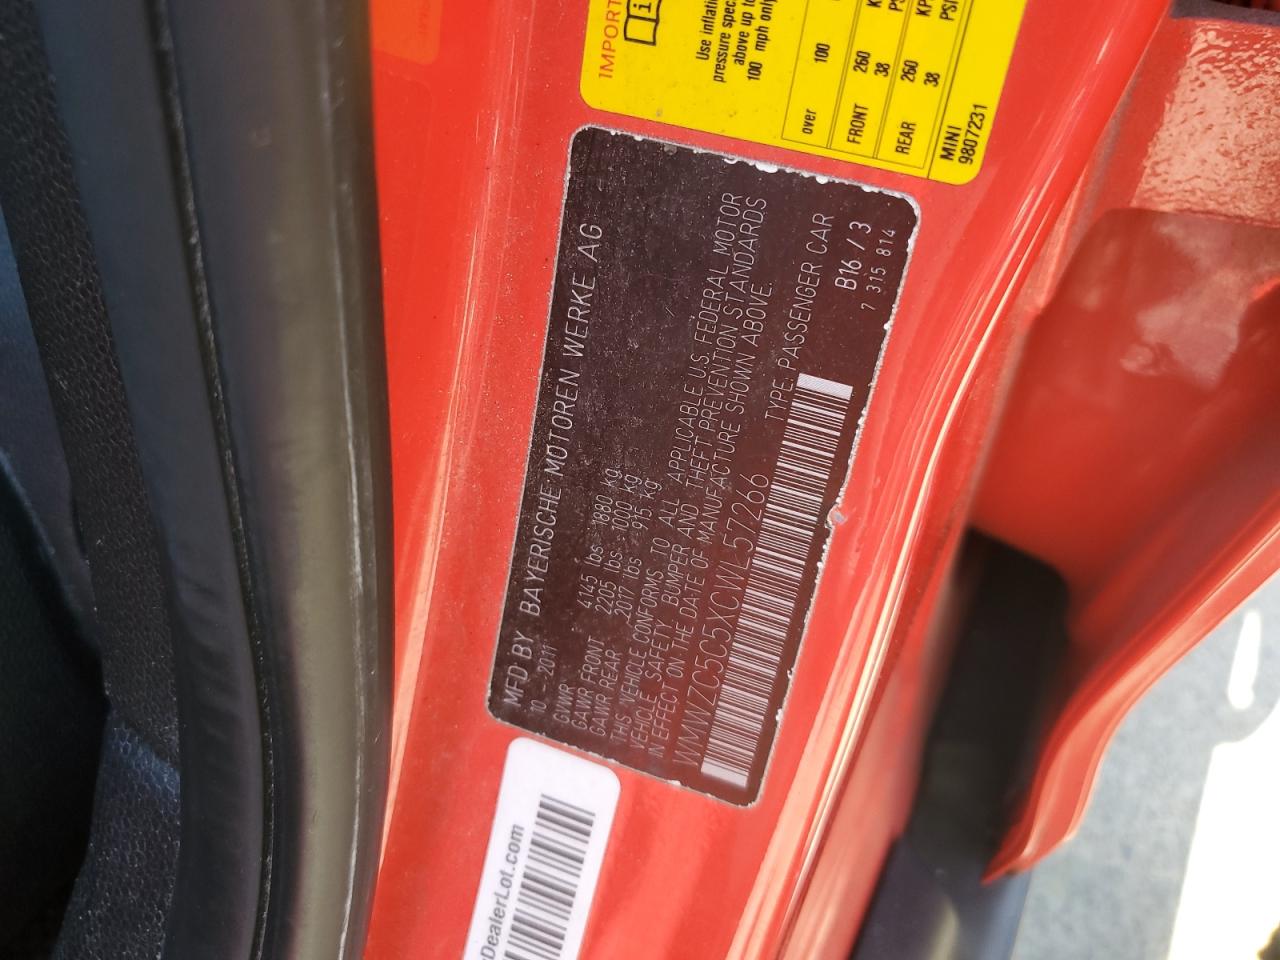 IMPORT
Use inflati
pressure spec
above up to
100 mph only
over 100
KP
PSI
FRONT 260
38
REAR 260
38
MINI
9807231
MFD BY BAYERISCHE MOTOREN WERKE AG
10 - 2011
GVWR 4145 lbs 1880 kg
GAWR FRONT 2205 lbs 1000 kg
GAWR REAR 2017 lbs 915 kg
THIS VEHICLE CONFORMS TO ALL APPLICABLE U.S. FEDERAL MOTOR
VEHICLE SAFETY, BUMPER AND THEFT PREVENTION STANDARDS
IN EFFECT ON THE DATE OF MANUFACTURE SHOWN ABOVE.
WMWZC5C5XCWL57266 TYPE: PASSENGER CAR
B16 / 3
7 315 814
DealerLot.com